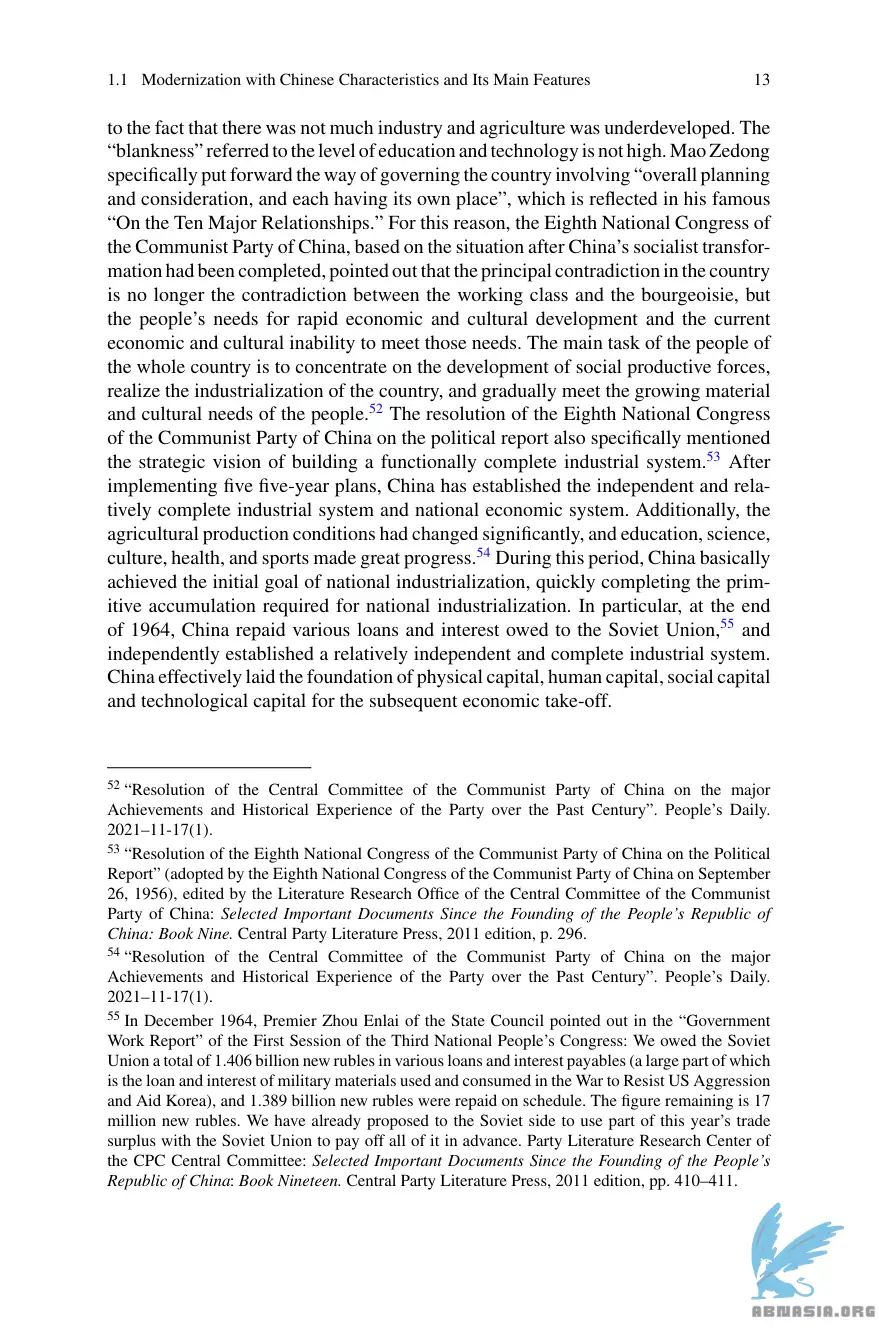 1.1 Modernization with Chinese Characteristics and Its Main Features 13
to the fact that there was not much industry and agriculture was underdeveloped. The
“blankness” referred to the level of education and technology is not high. Mao Zedong
specifically put forward the way of governing the country involving “overall planning
and consideration, and each having its own place”, which is reflected in his famous
“On the Ten Major Relationships.” For this reason, the Eighth National Congress of
the Communist Party of China, based on the situation after China’s socialist transfor-
mation had been completed, pointed out that the principal contradiction in the country
is no longer the contradiction between the working class and the bourgeoisie, but
the people’s needs for rapid economic and cultural development and the current
economic and cultural inability to meet those needs. The main task of the people of
the whole country is to concentrate on the development of social productive forces,
realize the industrialization of the country, and gradually meet the growing material
and cultural needs of the people.52 The resolution of the Eighth National Congress
of the Communist Party of China on the political report also specifically mentioned
the strategic vision of building a functionally complete industrial system.53 After
implementing five five-year plans, China has established the independent and rela-
tively complete industrial system and national economic system. Additionally, the
agricultural production conditions had changed significantly, and education, science,
culture, health, and sports made great progress.54 During this period, China basically
achieved the initial goal of national industrialization, quickly completing the prim-
itive accumulation required for national industrialization. In particular, at the end
of 1964, China repaid various loans and interest owed to the Soviet Union,55 and
independently established a relatively independent and complete industrial system.
China effectively laid the foundation of physical capital, human capital, social capital
and technological capital for the subsequent economic take-off.
52 “Resolution of the Central Committee of the Communist Party of China on the major
Achievements and Historical Experience of the Party over the Past Century”. People’s Daily.
2021–11-17(1).
53 “Resolution of the Eighth National Congress of the Communist Party of China on the Political
Report” (adopted by the Eighth National Congress of the Communist Party of China on September
26, 1956), edited by the Literature Research Office of the Central Committee of the Communist
Party of China: Selected Important Documents Since the Founding of the People’s Republic of
China: Book Nine. Central Party Literature Press, 2011 edition, p. 296.
54 “Resolution of the Central Committee of the Communist Party of China on the major
Achievements and Historical Experience of the Party over the Past Century”. People’s Daily.
2021–11-17(1).
55 In December 1964, Premier Zhou Enlai of the State Council pointed out in the “Government
Work Report” of the First Session of the Third National People’s Congress: We owed the Soviet
Union a total of 1.406 billion new rubles in various loans and interest payables (a large part of which
is the loan and interest of military materials used and consumed in the War to Resist US Aggression
and Aid Korea), and 1.389 billion new rubles were repaid on schedule. The figure remaining is 17
million new rubles. We have already proposed to the Soviet side to use part of this year’s trade
surplus with the Soviet Union to pay off all of it in advance. Party Literature Research Center of
the CPC Central Committee: Selected Important Documents Since the Founding of the People’s
Republic of China: Book Nineteen. Central Party Literature Press, 2011 edition, pp. 410–411.
ABNASIA.ORG